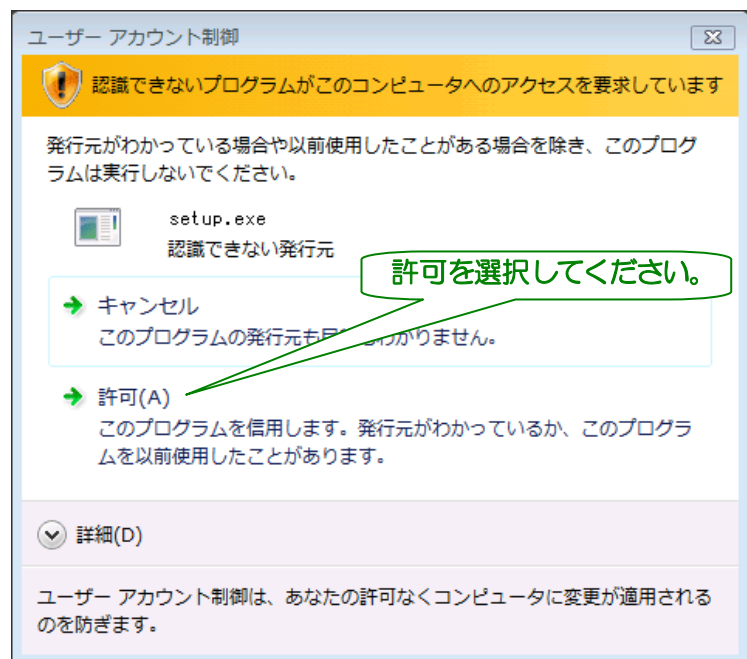 ユーザー アカウント制御
認識できないプログラムがこのコンピュータへのアクセスを要求しています
発行元がわかっている場合や以前使用したことがある場合を除き、このプログ
ラムは実行しないでください。
setup.exe
認識できない発行元
許可を選択してください。
キャンセル
このプログラムの発行元も わかりません。
許可(A)
このプログラムを信用します。発行元がわかっているか、このプログラ
ムを以前使用したことがあります。
詳細(D)
ユーザー アカウント制御は、あなたの許可なくコンピュータに変更が適用される
のを防ぎます。